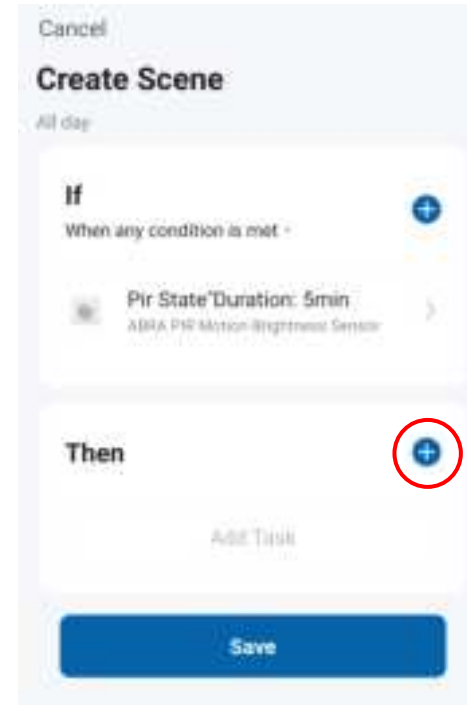 Cancel
Create Scene
All day
If
When any condition is met -
Pir State"Duration: 5min
ABRA PIR Motion Brightness Sensor
Then
Add Task
Save